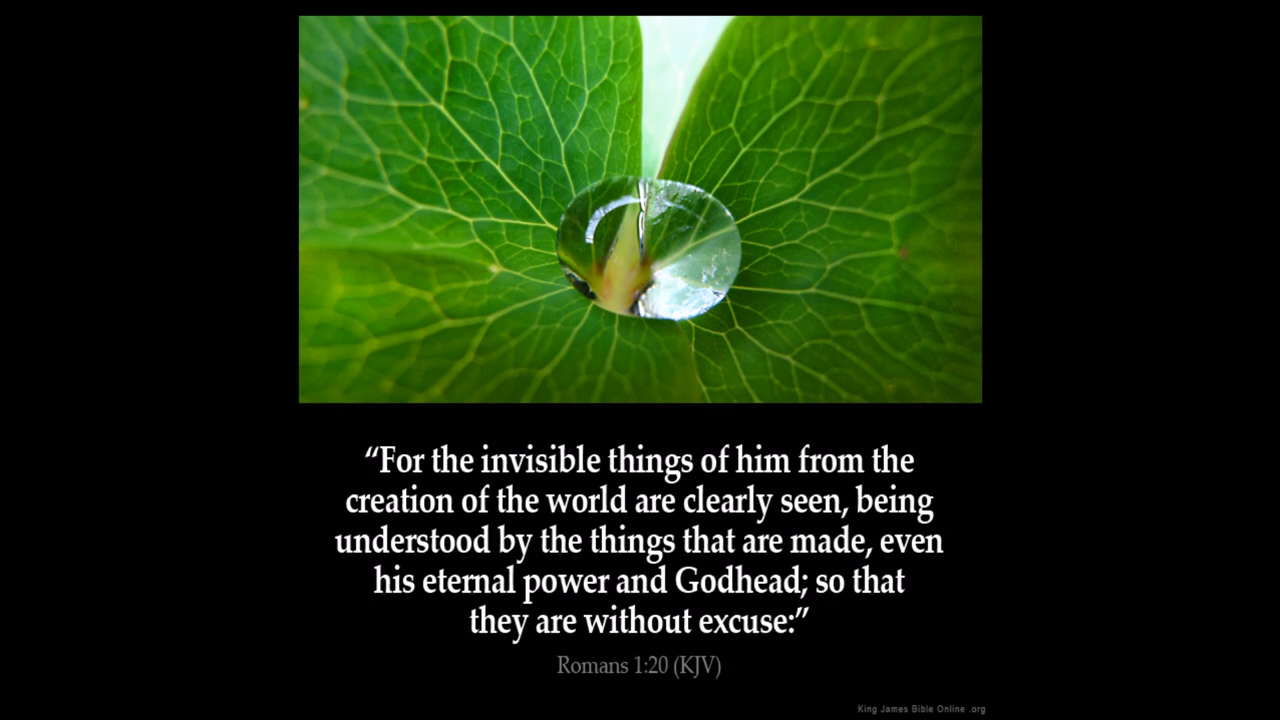 “For the invisible things of him from the
creation of the world are clearly seen, being
understood by the things that are made, even
his eternal power and Godhead; so that
they are without excuse:”
Romans 1:20 (KJV)
King James Bible Online .org